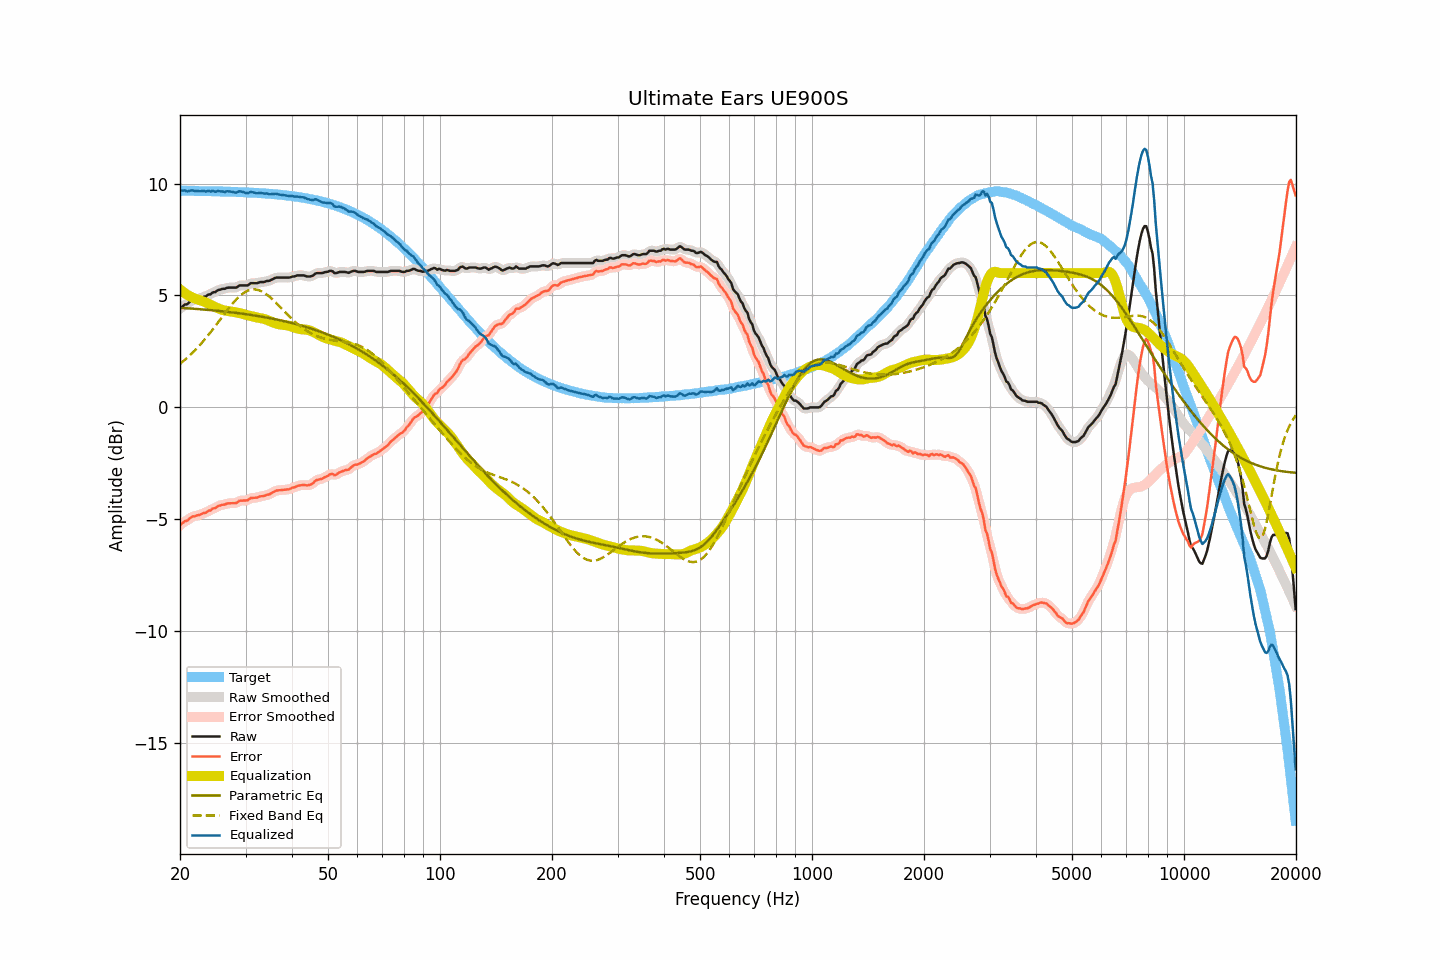 Ultimate Ears UE900S
Amplitude (dBr)
10
5
0
−5
−10
−15
Target
Raw Smoothed
Error Smoothed
Raw
Error
Equalization
Parametric Eq
Fixed Band Eq
Equalized
20 50 100 200 500 1000 2000 5000 10000 20000
Frequency (Hz)